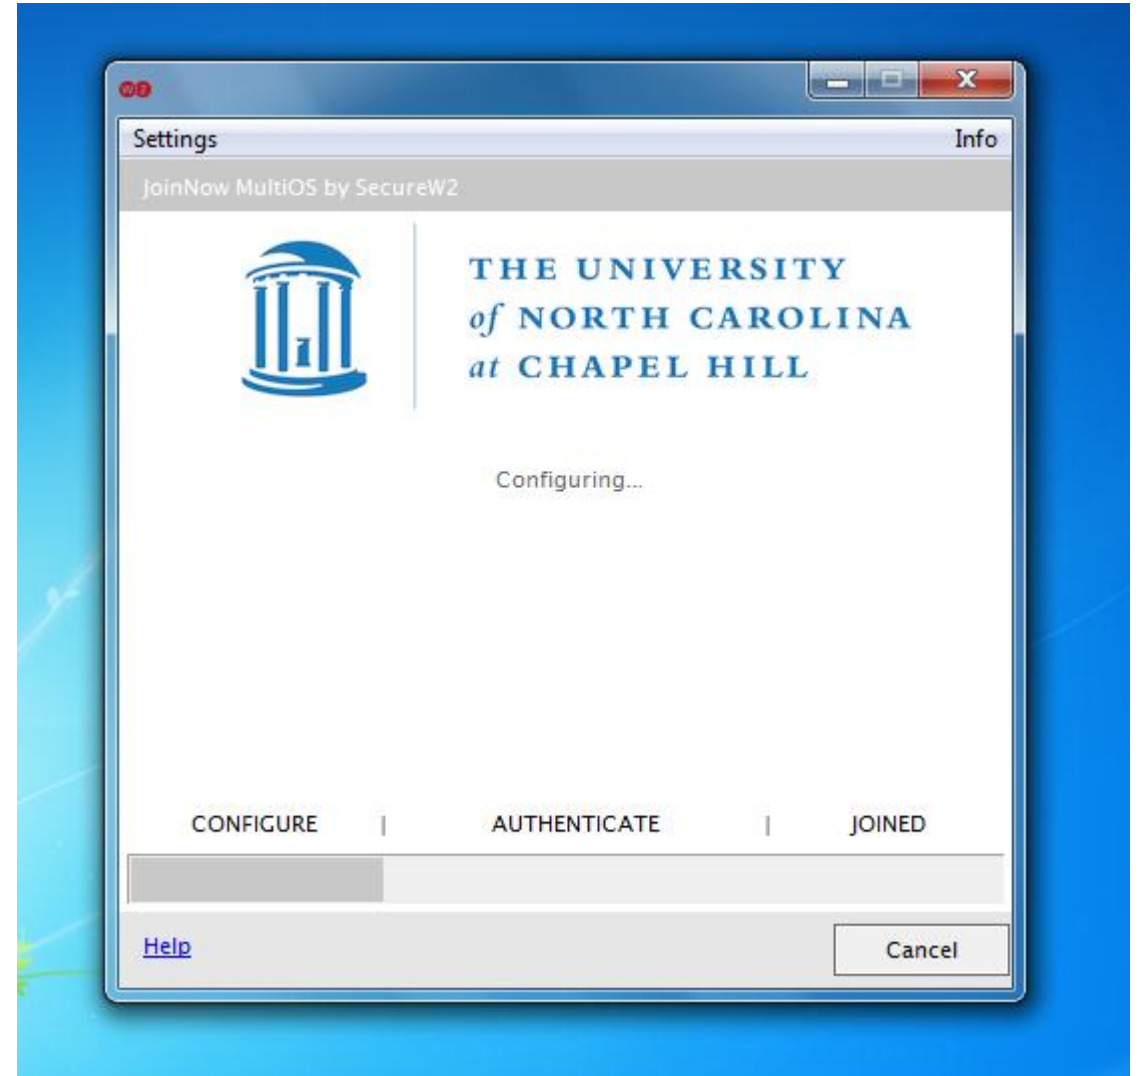 Settings Info
JoinNow MultiOS by SecureW2
THE UNIVERSITY
of NORTH CAROLINA
at CHAPEL HILL
Configuring...
CONFIGURE | AUTHENTICATE | JOINED
Help Cancel